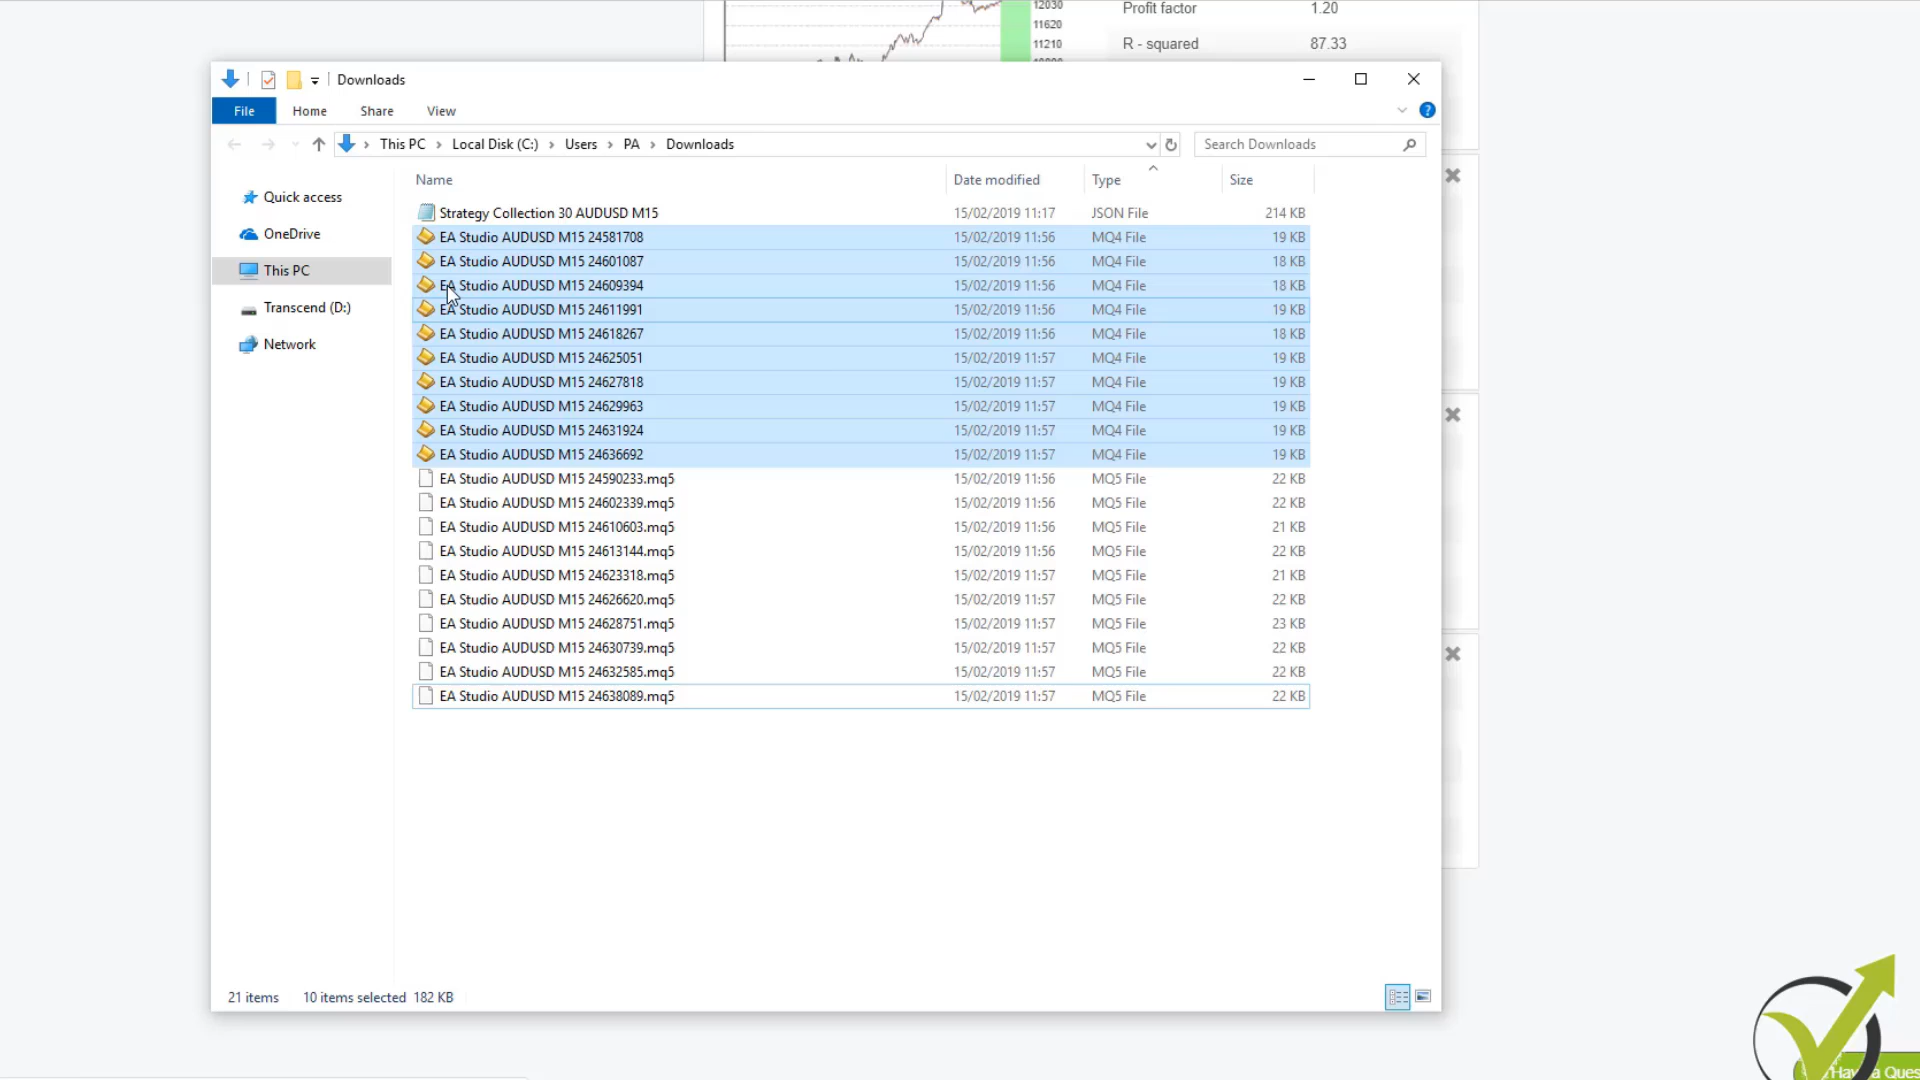 12030
Profit factor 1.20
11620
11210
R - squared 87.33
Downloads
File Home Share View
This PC Local Disk (C:) Users PA Downloads
Search Downloads
Name Date modified Type Size
Quick access
OneDrive
This PC
Transcend (D:)
Network
Strategy Collection 30 AUDUSD M15 15/02/2019 11:17 JSON File 214 KB
EA Studio AUDUSD M15 24581708 15/02/2019 11:56 MQ4 File 19 KB
EA Studio AUDUSD M15 24601087 15/02/2019 11:56 MQ4 File 18 KB
EA Studio AUDUSD M15 24609394 15/02/2019 11:56 MQ4 File 18 KB
EA Studio AUDUSD M15 24611991 15/02/2019 11:56 MQ4 File 19 KB
EA Studio AUDUSD M15 24618267 15/02/2019 11:56 MQ4 File 18 KB
EA Studio AUDUSD M15 24625051 15/02/2019 11:57 MQ4 File 19 KB
EA Studio AUDUSD M15 24627818 15/02/2019 11:57 MQ4 File 19 KB
EA Studio AUDUSD M15 24629963 15/02/2019 11:57 MQ4 File 19 KB
EA Studio AUDUSD M15 24631924 15/02/2019 11:57 MQ4 File 19 KB
EA Studio AUDUSD M15 24636692 15/02/2019 11:57 MQ4 File 19 KB
EA Studio AUDUSD M15 24590233.mq5 15/02/2019 11:56 MQ5 File 22 KB
EA Studio AUDUSD M15 24602339.mq5 15/02/2019 11:56 MQ5 File 22 KB
EA Studio AUDUSD M15 24610603.mq5 15/02/2019 11:56 MQ5 File 21 KB
EA Studio AUDUSD M15 24613144.mq5 15/02/2019 11:56 MQ5 File 22 KB
EA Studio AUDUSD M15 24623318.mq5 15/02/2019 11:57 MQ5 File 21 KB
EA Studio AUDUSD M15 24626620.mq5 15/02/2019 11:57 MQ5 File 22 KB
EA Studio AUDUSD M15 24628751.mq5 15/02/2019 11:57 MQ5 File 23 KB
EA Studio AUDUSD M15 24630739.mq5 15/02/2019 11:57 MQ5 File 22 KB
EA Studio AUDUSD M15 24632585.mq5 15/02/2019 11:57 MQ5 File 22 KB
EA Studio AUDUSD M15 24638089.mq5 15/02/2019 11:57 MQ5 File 22 KB
21 items 10 items selected 182 KB